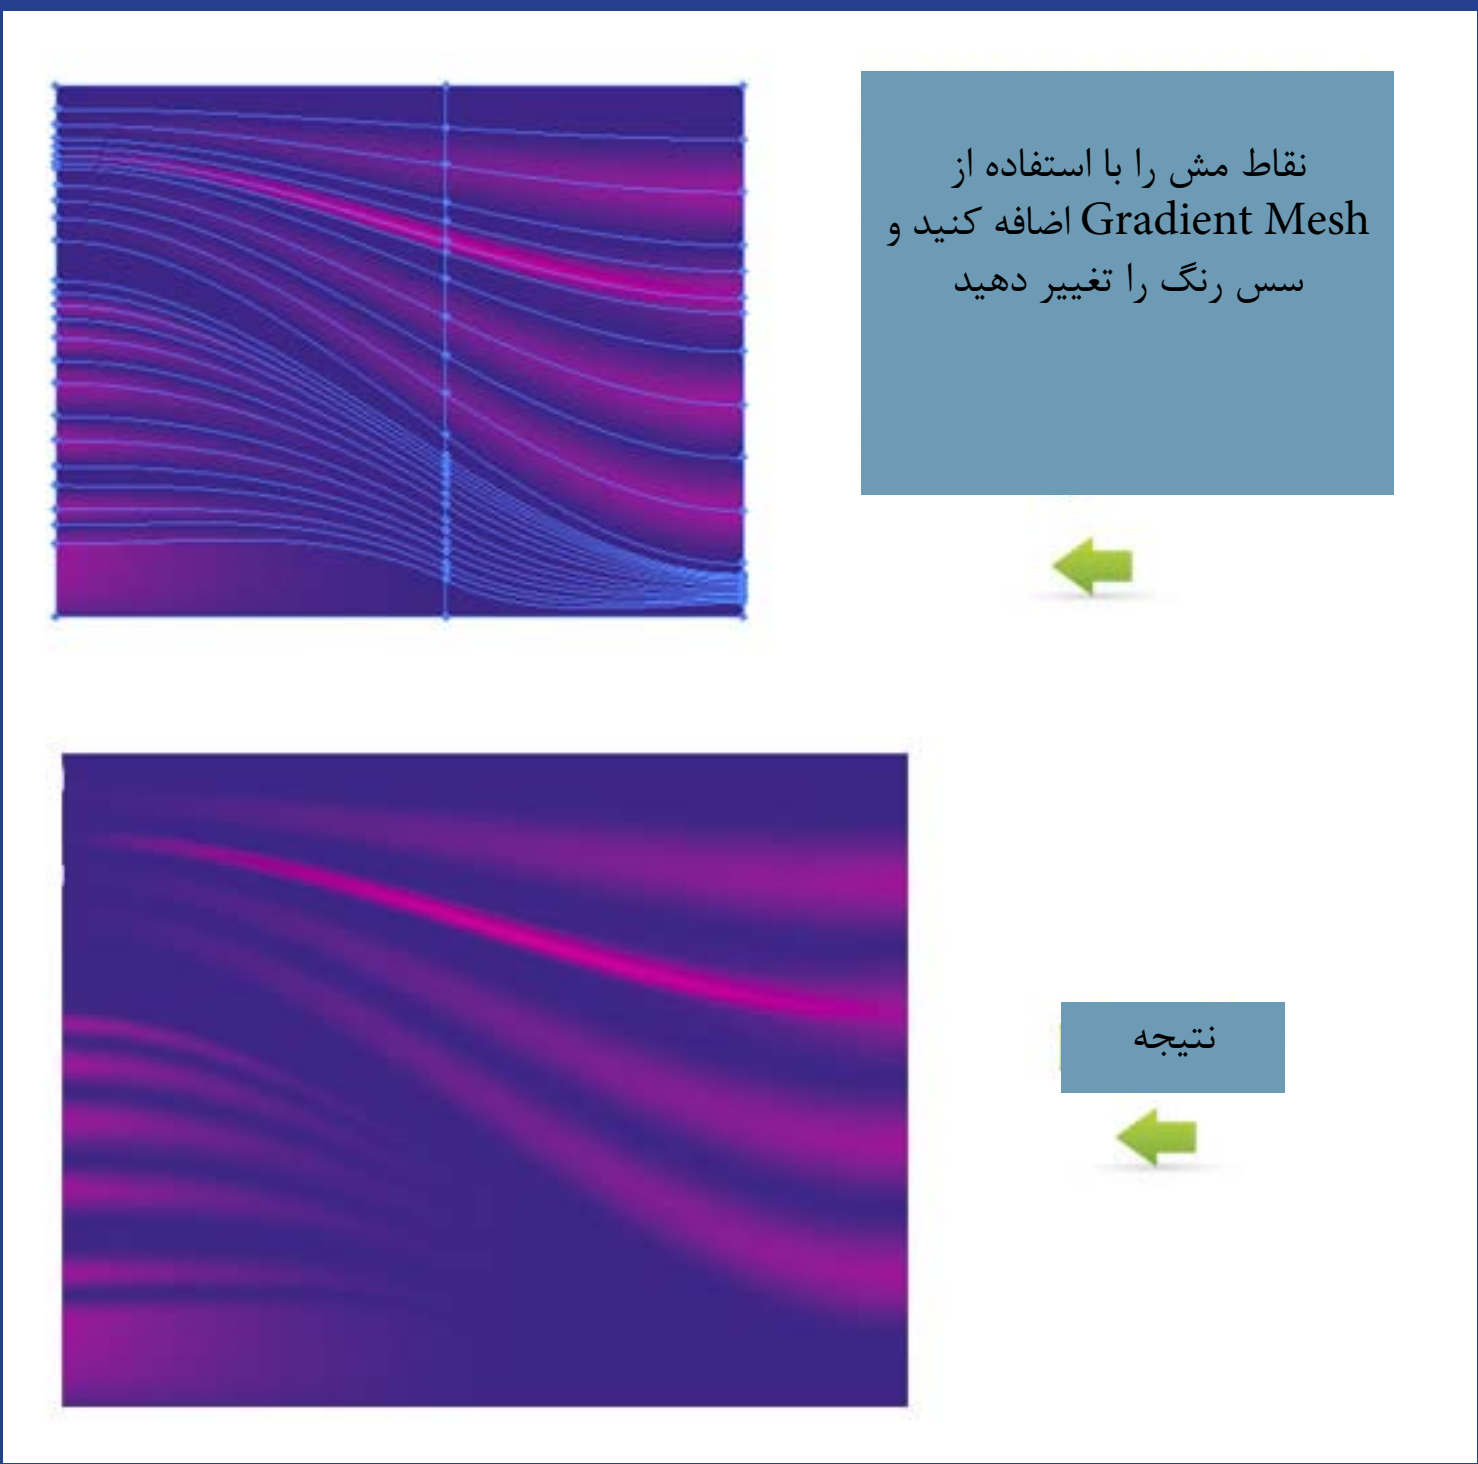 نقاط مش را با استفاده از
Gradient Mesh اضافه کنید و
سس رنگ را تغییر دهید
نتیجه